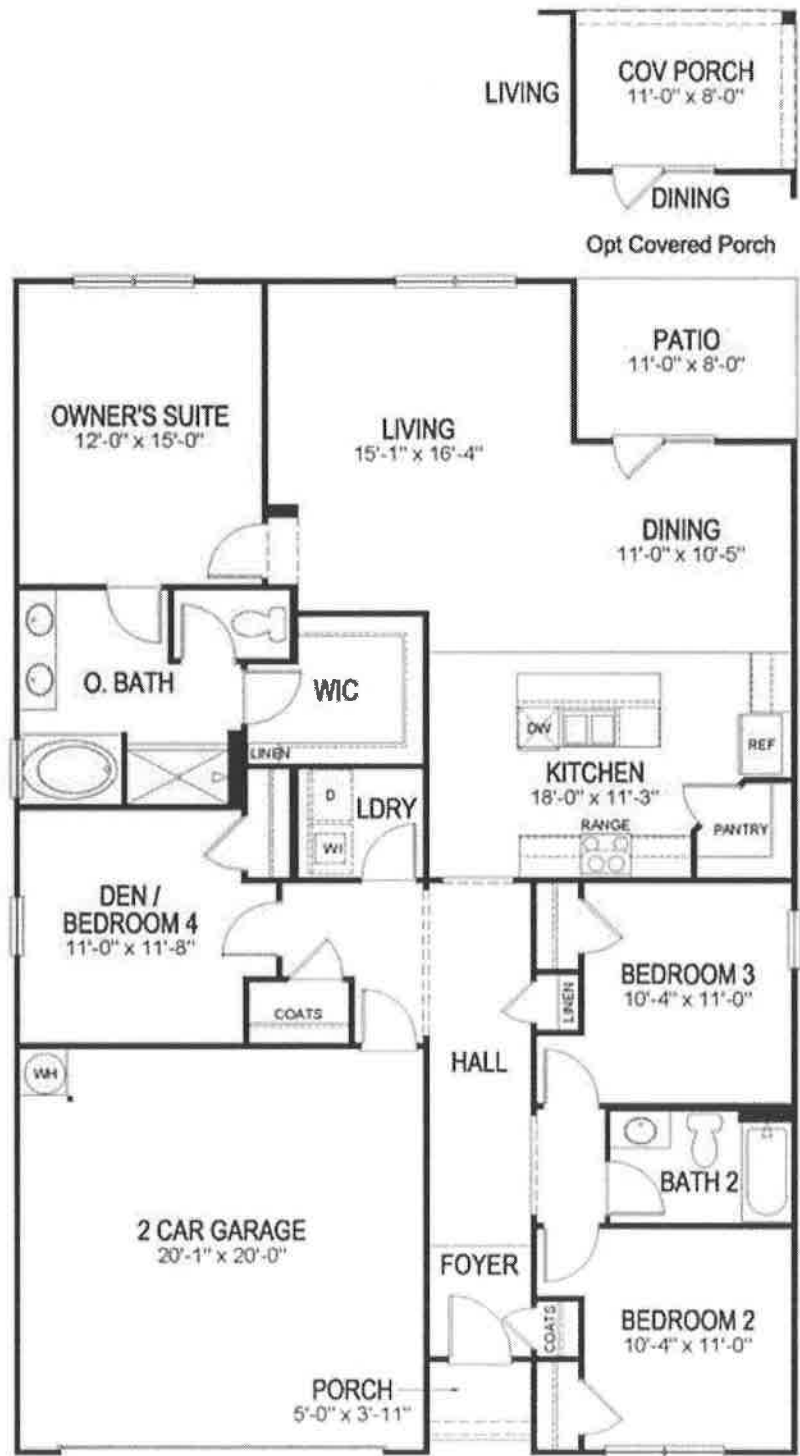 LIVING
COV PORCH
11'-0" x 8'-0"
DINING
Opt Covered Porch
PATIO
11'-0" x 8'-0"
OWNER'S SUITE
12'-0" x 15'-0"
LIVING
15'-1" x 16'-4"
DINING
11'-0" x 10'-5"
O. BATH
WIC
LINEN
DW
REF
KITCHEN
18'-0" x 11'-3"
RANGE
PANTRY
D
LDRY
DEN /
BEDROOM 4
11'-0" x 11'-8"
COATS
BEDROOM 3
10'-4" x 11'-0"
LINEN
WH
HALL
BATH 2
2 CAR GARAGE
20'-1" x 20'-0"
FOYER
COATS
BEDROOM 2
10'-4" x 11'-0"
PORCH
5'-0" x 3'-11"